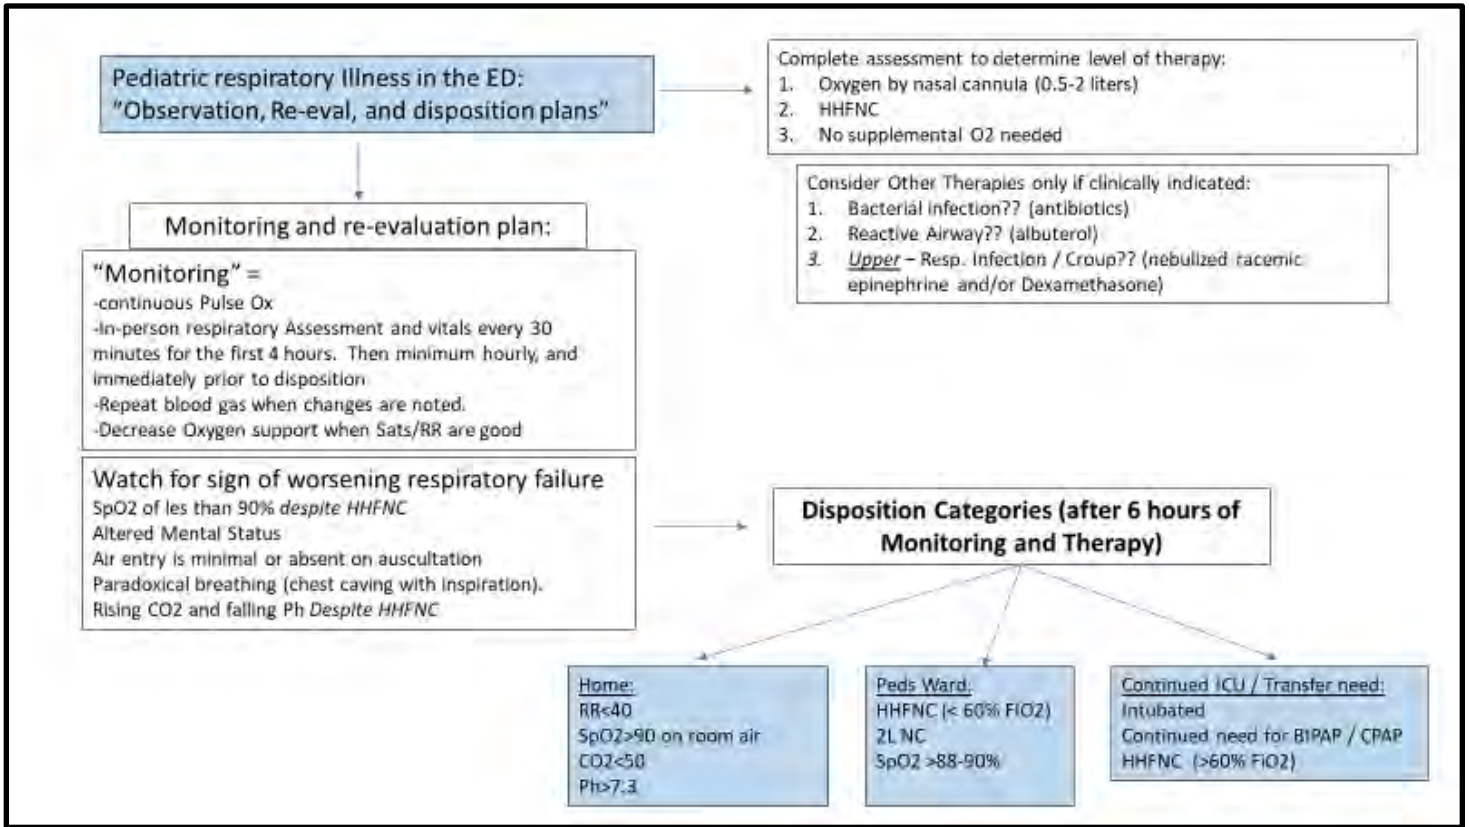 Pediatric respiratory Illness in the ED:
"Observation, Re-eval, and disposition plans"
Complete assessment to determine level of therapy:
1. Oxygen by nasal cannula (0.5-2 liters)
2. HHFNC
3. No supplemental O2 needed
Consider Other Therapies only if clinically indicated:
1. Bacterial infection?? (antibiotics)
2. Reactive Airway?? (albuterol)
3. Upper – Resp. Infection / Croup?? (nebulized racemic
epinephrine and/or Dexamethasone)
Monitoring and re-evaluation plan:
"Monitoring" =
-continuous Pulse Ox
-In-person respiratory Assessment and vitals every 30
minutes for the first 4 hours. Then minimum hourly, and
immediately prior to disposition
-Repeat blood gas when changes are noted.
-Decrease Oxygen support when Sats/RR are good
Watch for sign of worsening respiratory failure
SpO2 of les than 90% despite HHFNC
Altered Mental Status
Air entry is minimal or absent on auscultation
Paradoxical breathing (chest caving with inspiration).
Rising CO2 and falling Ph Despite HHFNC
Disposition Categories (after 6 hours of
Monitoring and Therapy)
Home:
RR<40
SpO2>90 on room air
CO2<50
Ph>7.3
Peds Ward:
HHFNC (< 60% FIO2)
2L NC
SpO2 >88-90%
Continued ICU / Transfer need:
Intubated
Continued need for BIPAP / CPAP
HHFNC (>60% FiO2)